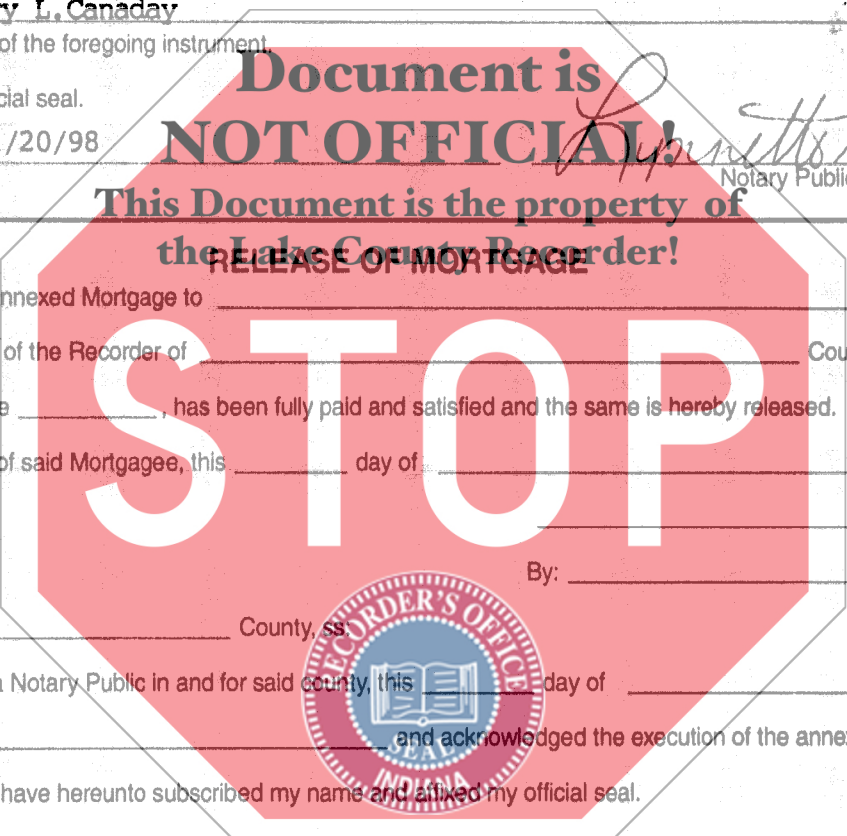 ry L. Canaday
of the foregoing instrument.
Document is
cial seal.
/20/98
NOT OFFICIAL!
Notary Public
This Document is the property of
the Lake County Recorder!
RELEASE OF MORTGAGE
nnexed Mortgage to
of the Recorder of Cou
e , has been fully paid and satisfied and the same is hereby released.
of said Mortgagee, this day of
STOP
By:
County, ss:
RECORDER'S OFFICE
a Notary Public in and for said county, this day of
and acknowledged the execution of the anne
SEAL
INDIANA
have hereunto subscribed my name and affixed my official seal.